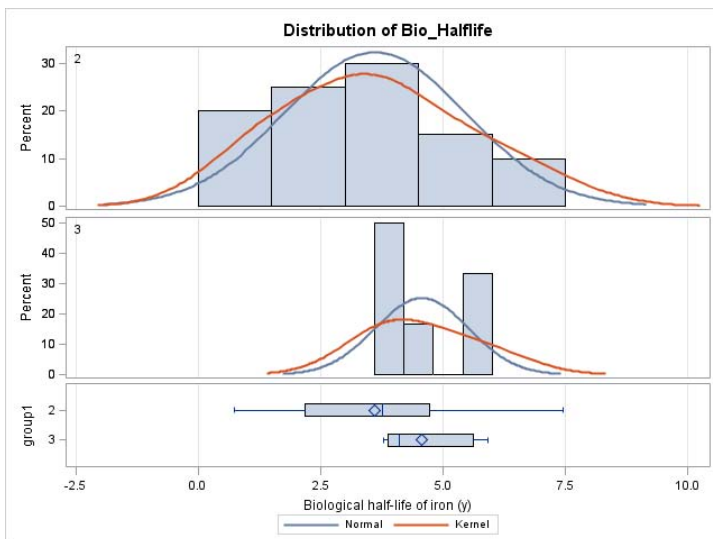 Distribution of Bio_Halflife
2
Percent
30
20
10
0
3
Percent
50
40
30
20
10
0
group1
2
3
-2.5
0.0
2.5
5.0
7.5
10.0
Biological half-life of iron (y)
Normal
Kernel